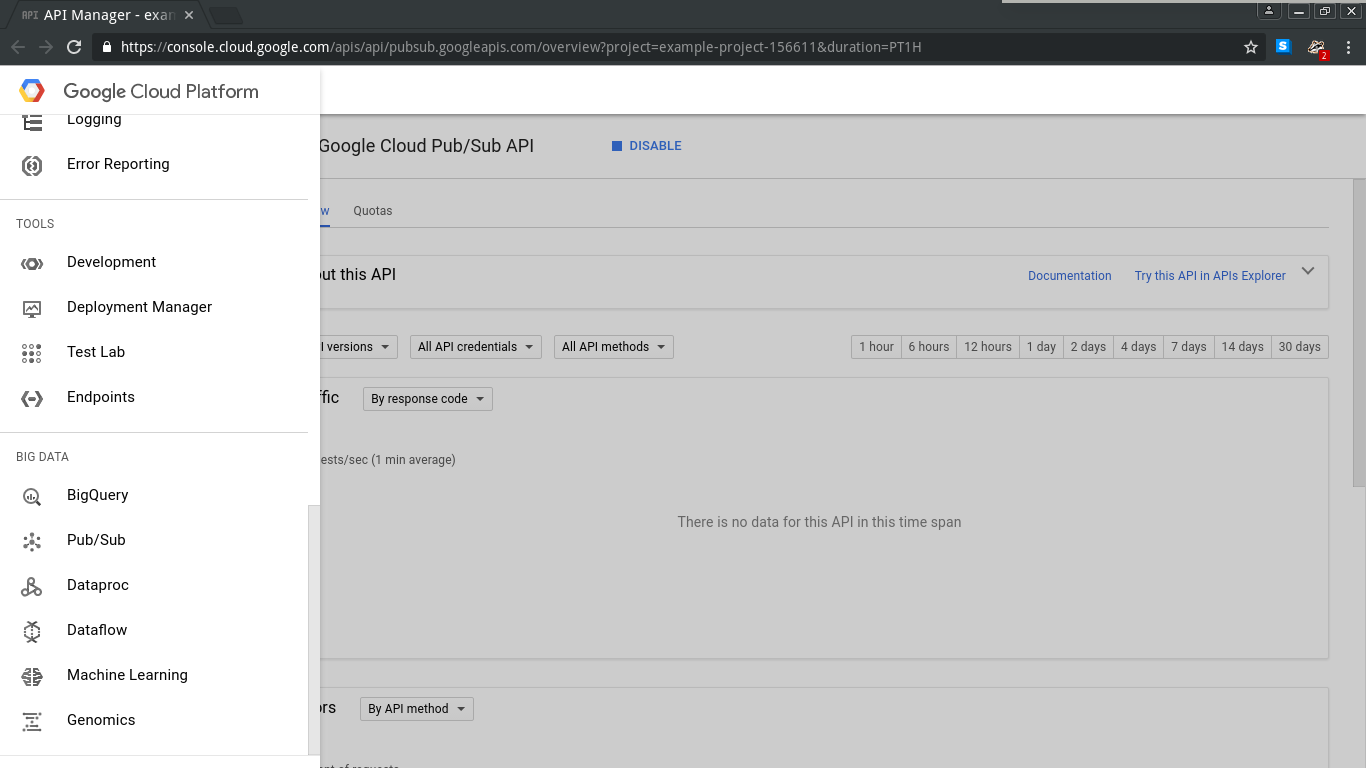 API API Manager - exan
https://console.cloud.google.com/apis/api/pubsub.googleapis.com/overview?project=example-project-156611&duration=PT1H
S
2
Google Cloud Platform
Logging
Error Reporting
TOOLS
Development
Deployment Manager
Test Lab
Endpoints
BIG DATA
BigQuery
Pub/Sub
Dataproc
Dataflow
Machine Learning
Genomics
Google Cloud Pub/Sub API
DISABLE
w Quotas
out this API
Documentation Try this API in APIs Explorer
I versions All API credentials All API methods
1 hour 6 hours 12 hours 1 day 2 days 4 days 7 days 14 days 30 days
ffic By response code
ests/sec (1 min average)
There is no data for this API in this time span
ors By API method